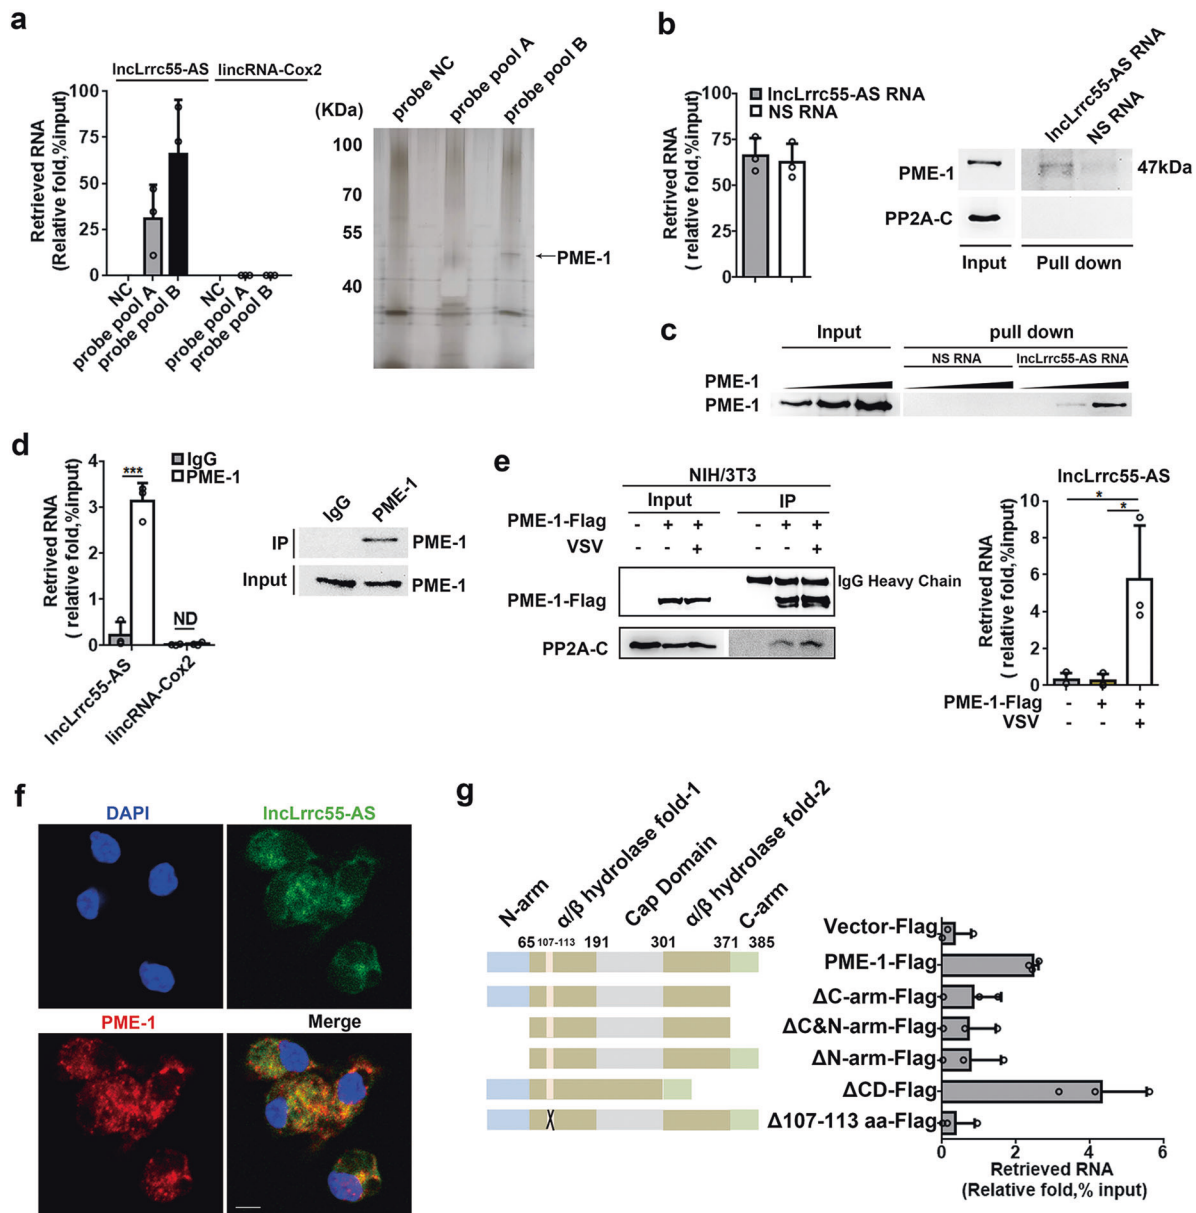 a
lncLrrc55-AS
lincRNA-Cox2
Retrieved RNA
(Relative fold,%input)
100
75
50
25
0
NC
probe pool A
probe pool B
NC
probe pool A
probe pool B
(KDa)
probe NC
probe pool A
probe pool B
100
70
55
40
PME-1
b
Retrieved RNA
( relative fold,%input)
100
75
50
25
0
lncLrrc55-AS RNA
NS RNA
lncLrrc55-AS RNA
NS RNA
PME-1
47kDa
PP2A-C
Input
Pull down
c
Input
pull down
NS RNA
lncLrrc55-AS RNA
PME-1
PME-1
d
Retrived RNA
( relative fold,%input)
4
3
2
1
0
IgG
PME-1
***
ND
lncLrrc55-AS
lincRNA-Cox2
IgG
PME-1
IP
PME-1
Input
PME-1
e
NIH/3T3
Input
IP
PME-1-Flag
- + + - + +
VSV
- - + - - +
IgG Heavy Chain
PME-1-Flag
PP2A-C
lncLrrc55-AS
Retrived RNA
( relative fold,%input)
10
8
6
4
2
0
*
*
PME-1-Flag - + +
VSV - - +
f
DAPI
lncLrrc55-AS
PME-1
Merge
g
N-arm
α/β hydrolase fold-1
Cap Domain
α/β hydrolase fold-2
C-arm
65 107-113 191 301 371 385
Vector-Flag
PME-1-Flag
ΔC-arm-Flag
ΔC&N-arm-Flag
ΔN-arm-Flag
ΔCD-Flag
Δ107-113 aa-Flag
0 2 4 6
Retrieved RNA
(Relative fold,% input)